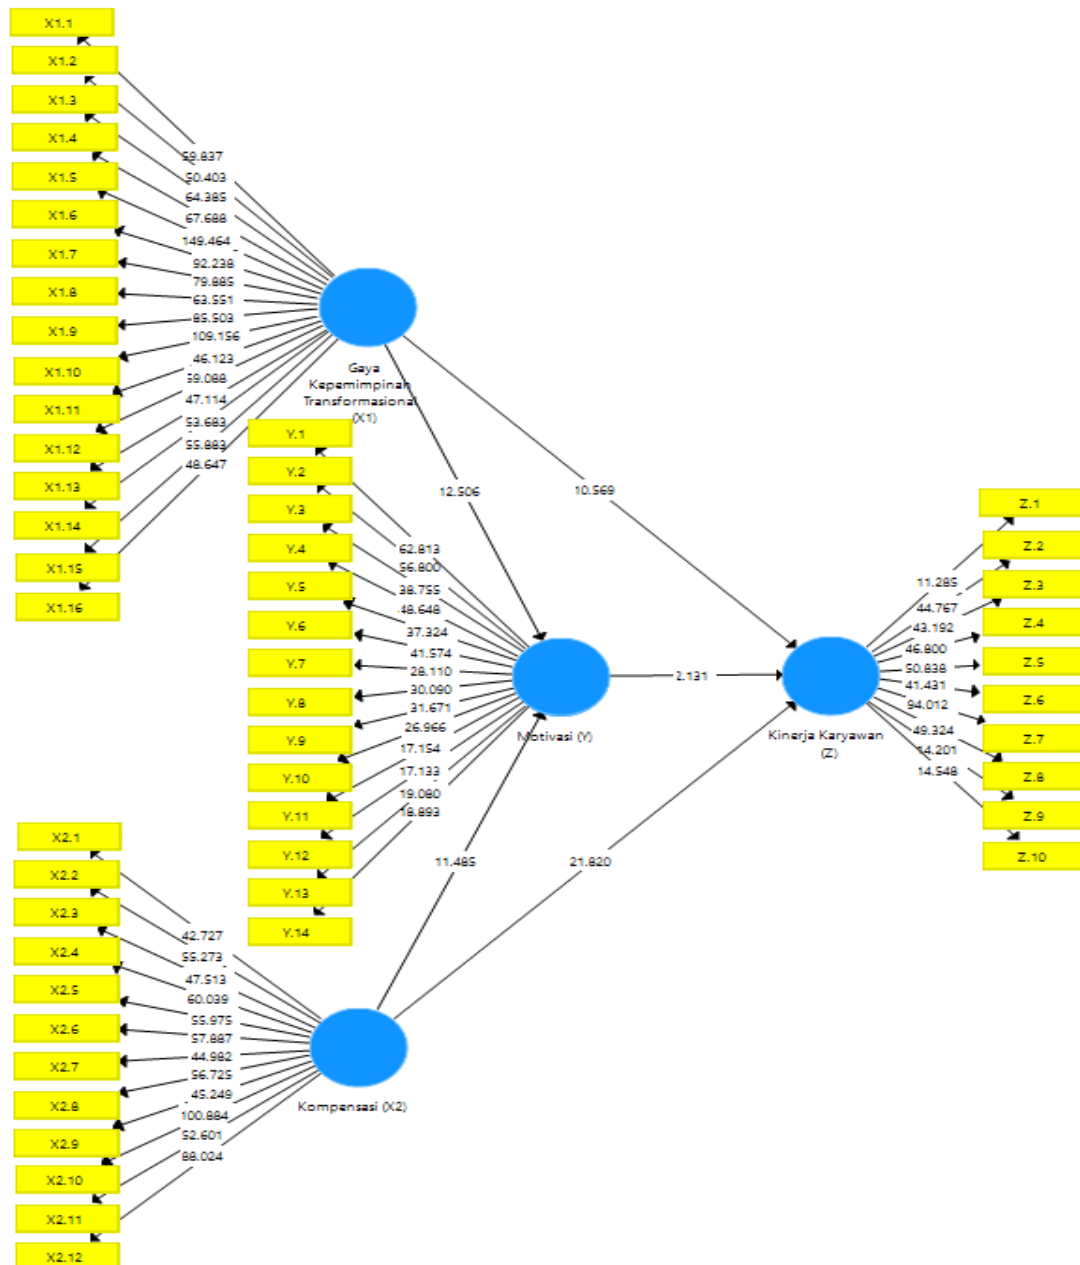 X1.1
X1.2
X1.3
X1.4
X1.5
X1.6
X1.7
X1.8
X1.9
X1.10
X1.11
X1.12
X1.13
X1.14
X1.15
X1.16
59.837
50.403
64.385
67.688
149.464
92.238
79.885
63.551
85.503
109.156
46.123
59.088
47.114
53.683
55.883
48.647
Gaya
Kepemimpinan
Transformasional
(X1)
12.506
10.569
Y.1
Y.2
Y.3
Y.4
Y.5
Y.6
Y.7
Y.8
Y.9
Y.10
Y.11
Y.12
Y.13
Y.14
62.813
56.800
38.755
48.648
37.324
41.574
28.110
30.090
31.671
26.966
17.154
17.133
19.080
18.893
Motivasi (Y)
2.131
Kinerja Karyawan
(Z)
11.285
44.767
43.192
46.800
50.838
41.431
94.012
49.324
14.201
14.548
Z.1
Z.2
Z.3
Z.4
Z.5
Z.6
Z.7
Z.8
Z.9
Z.10
11.485
21.820
X2.1
X2.2
X2.3
X2.4
X2.5
X2.6
X2.7
X2.8
X2.9
X2.10
X2.11
X2.12
42.727
55.273
47.513
60.039
55.975
57.887
44.982
56.725
45.249
100.884
52.601
88.024
Kompensasi (X2)